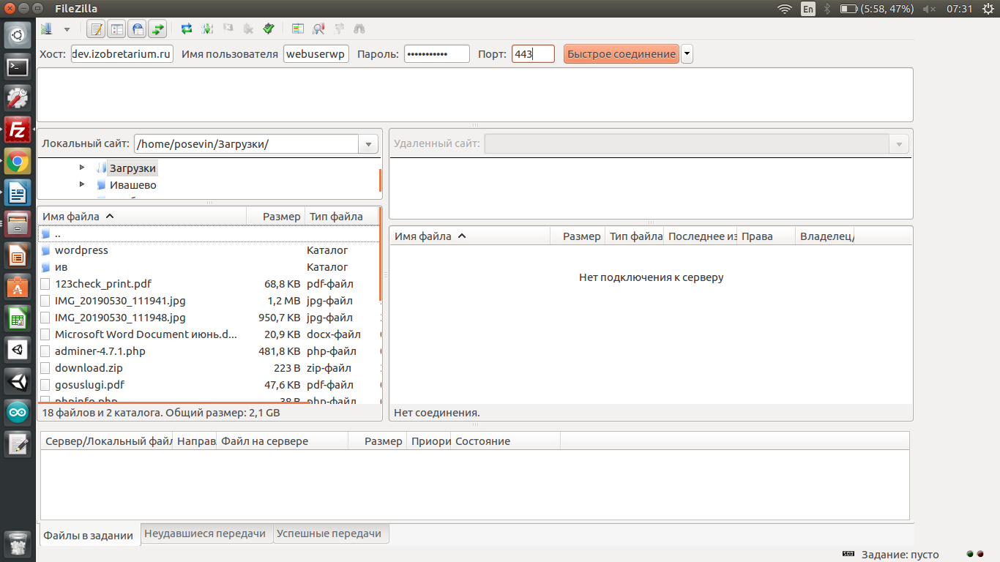 FileZilla
En
(5:58, 47%)
07:31
Хост: dev.izobretarium.ru Имя пользователя webuserwp Пароль: ••••••••••• Порт: 443 Быстрое соединение
Локальный сайт: /home/posevin/Загрузки/
Загрузки
Ивашево
Имя файла Размер Тип файла
..
wordpress Каталог
ив Каталог
123check_print.pdf 68,8 KB pdf-файл
IMG_20190530_111941.jpg 1,2 MB jpg-файл
IMG_20190530_111948.jpg 950,7 KB jpg-файл
Microsoft Word Document июнь.d... 20,9 KB docx-файл
adminer-4.7.1.php 481,8 KB php-файл
download.zip 223 B zip-файл
gosuslugi.pdf 47,6 KB pdf-файл
phpinfo.php 38 B php-файл
18 файлов и 2 каталога. Общий размер: 2,1 GB
Удаленный сайт:
Имя файла Размер Тип файла Последнее из Права Владелец/
Нет подключения к серверу
Нет соединения.
Сервер/Локальный файл Направ Файл на сервере Размер Приори Состояние
Файлы в задании Неудавшиеся передачи Успешные передачи
Задание: пусто